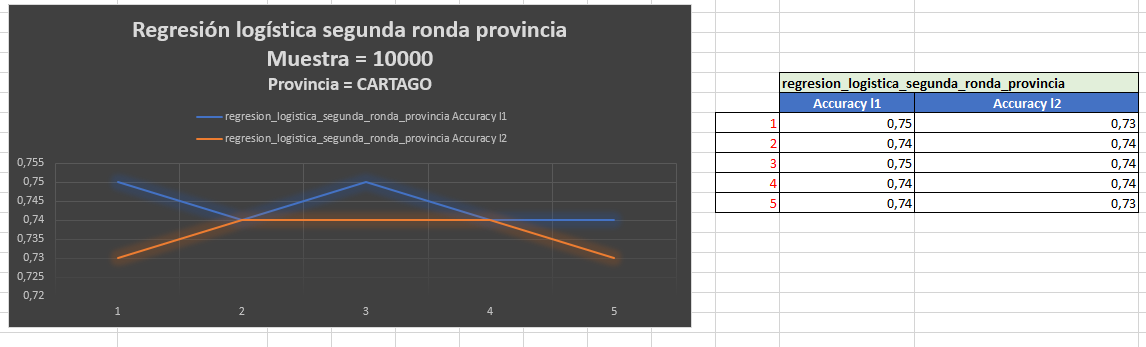 Regresión logística segunda ronda provincia
Muestra = 10000
Provincia = CARTAGO
regresion_logistica_segunda_ronda_provincia Accuracy l1
regresion_logistica_segunda_ronda_provincia Accuracy l2
0,755
0,75
0,745
0,74
0,735
0,73
0,725
0,72
1 2 3 4 5
regresion_logistica_segunda_ronda_provincia
Accuracy l1 Accuracy l2
1 0,75 0,73
2 0,74 0,74
3 0,75 0,74
4 0,74 0,74
5 0,74 0,73